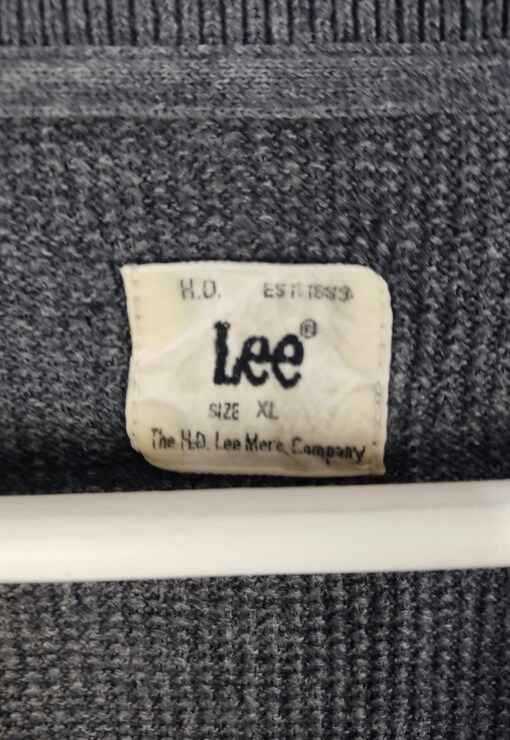 H.D. EST. 1889
Lee®
SIZE XL
The H.D. Lee Merc. Company